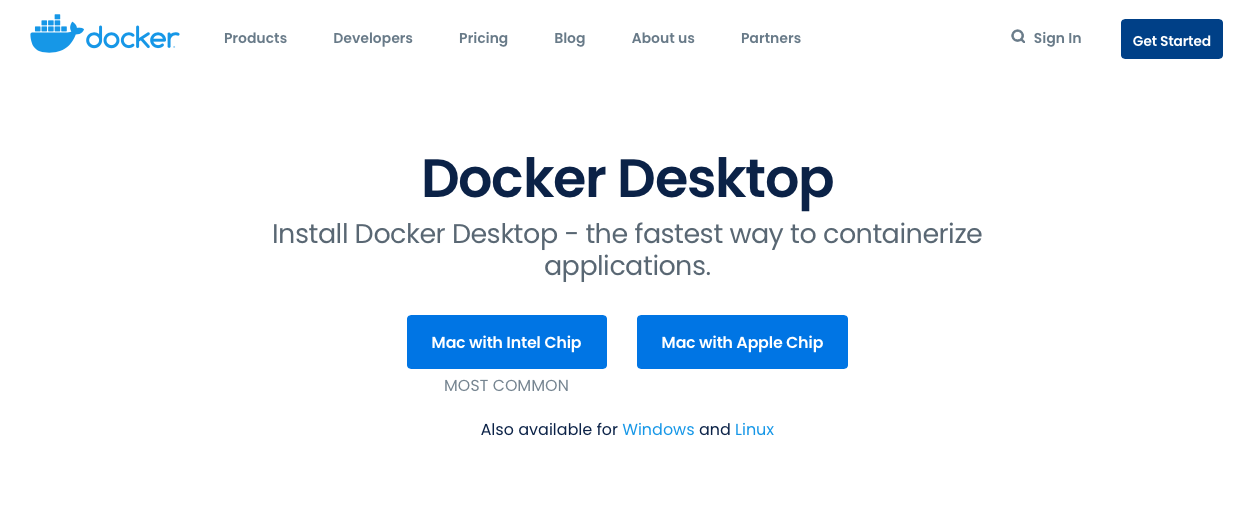 docker
Products Developers Pricing Blog About us Partners Sign In Get Started
Docker Desktop
Install Docker Desktop - the fastest way to containerize
applications.
Mac with Intel Chip Mac with Apple Chip
MOST COMMON
Also available for Windows and Linux